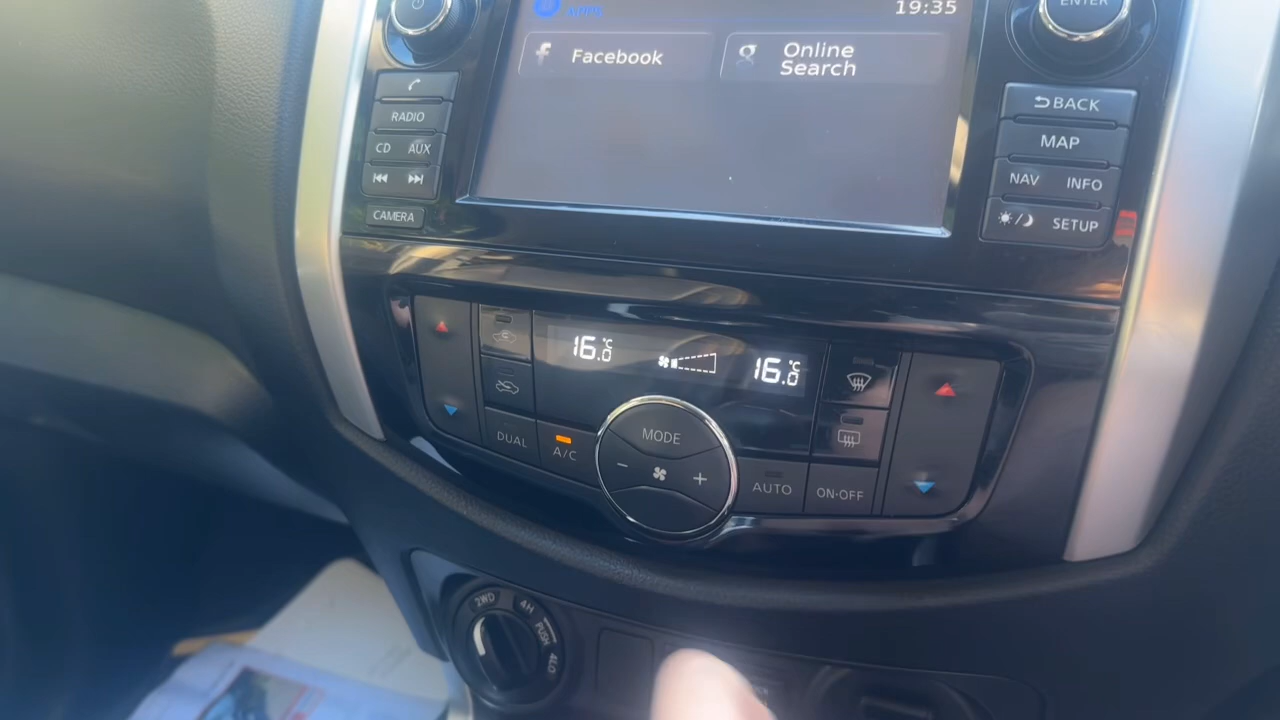 19:35
ENTER
Facebook
Online
Search
RADIO
CD AUX
CAMERA
BACK
MAP
NAV INFO
SETUP
16.0 °C
16.0 °C
DUAL
A/C
MODE
AUTO
ON·OFF
2WD
4H
PUSH
4LO